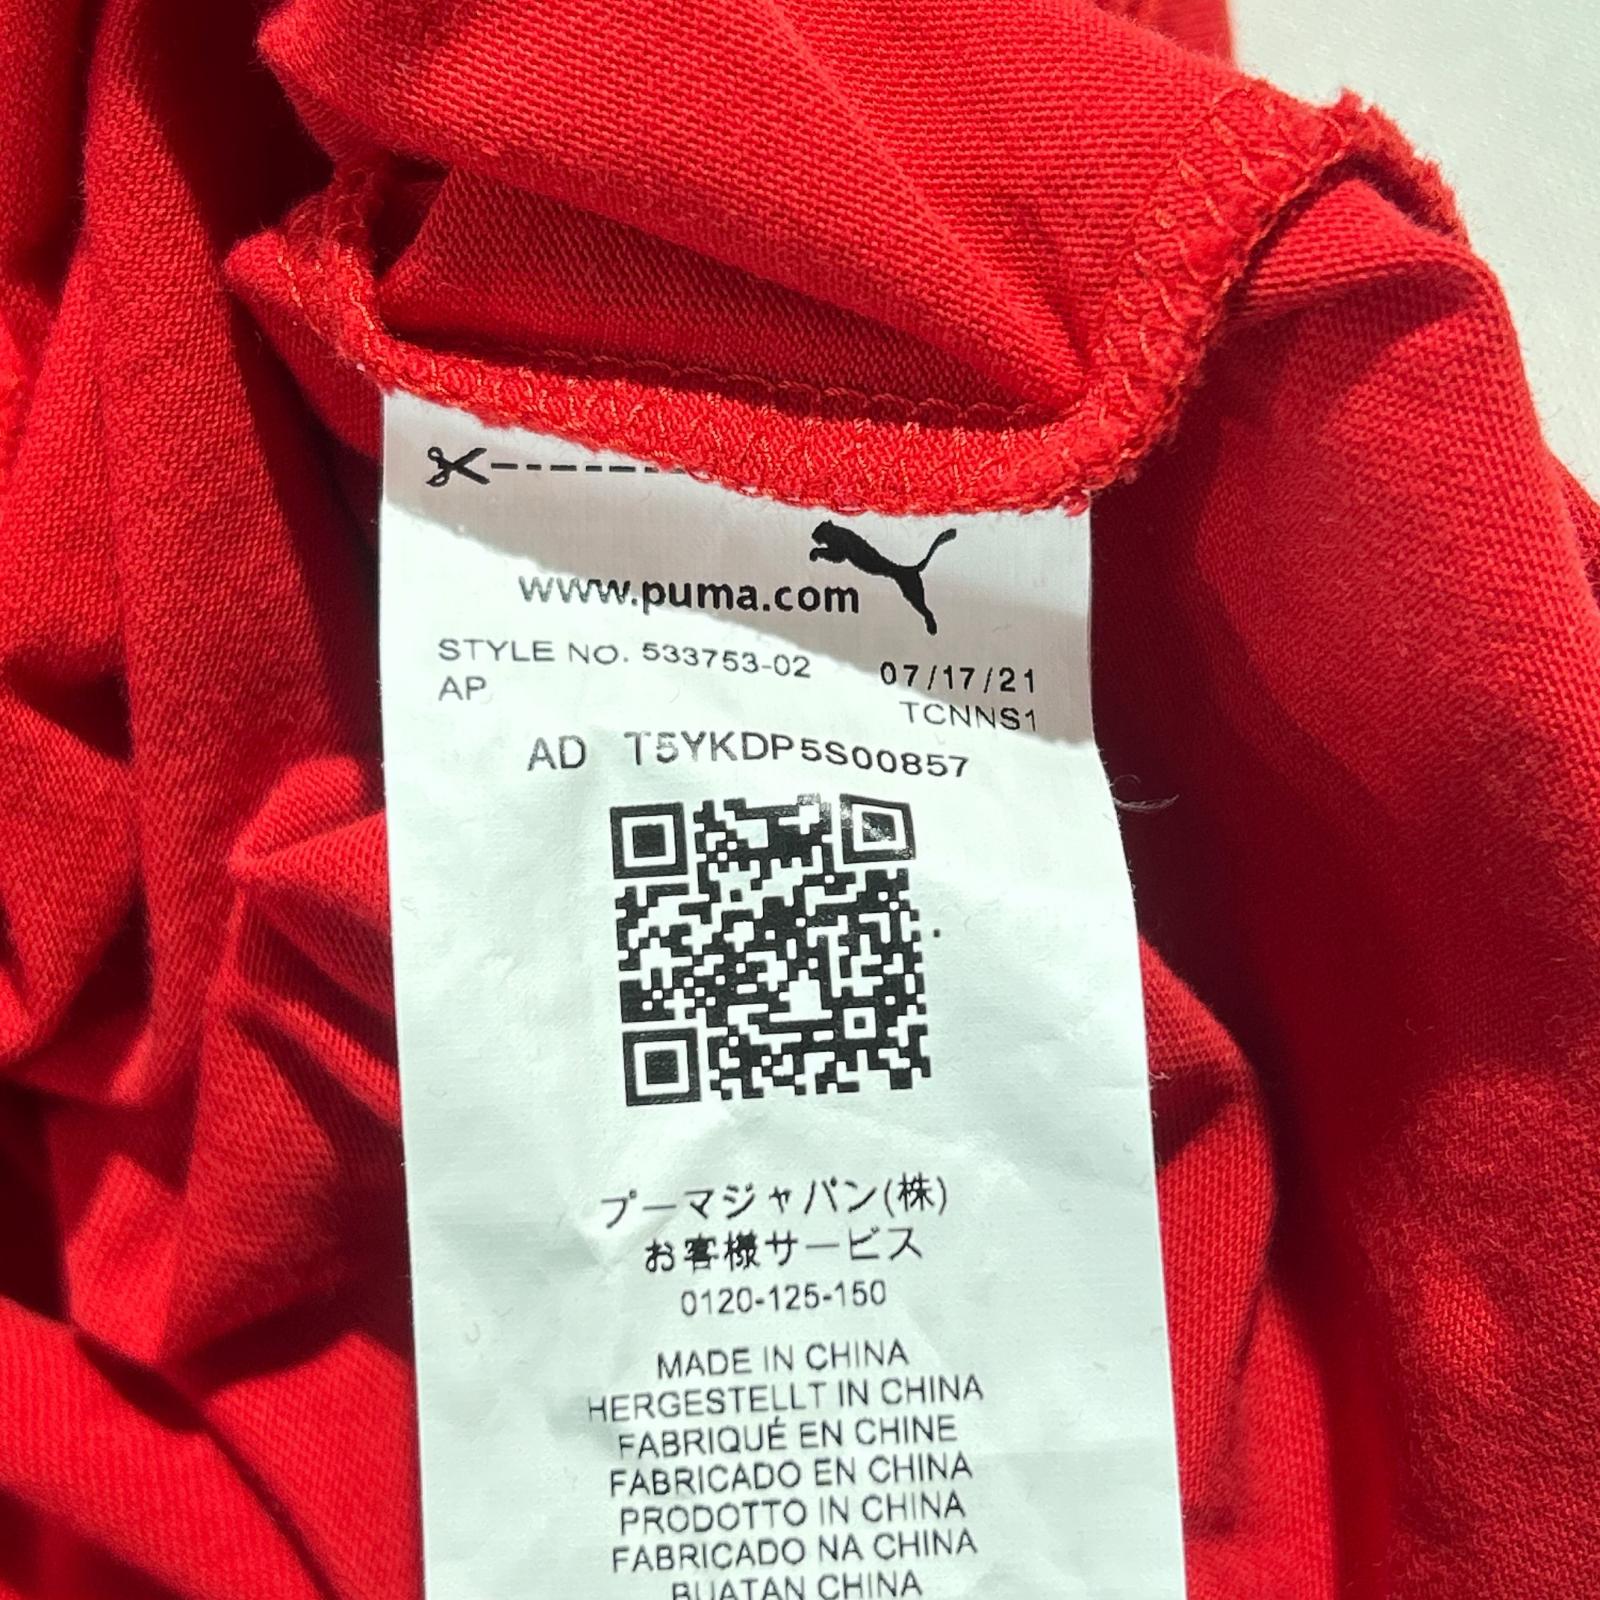 www.puma.com
STYLE NO. 533753-02 07/17/21
AP TCNNS1
AD T5YKDP5S00857
プーマジャパン(株)
お客様サービス
0120-125-150
MADE IN CHINA
HERGESTELLT IN CHINA
FABRIQUÉ EN CHINE
FABRICADO EN CHINA
PRODOTTO IN CHINA
FABRICADO NA CHINA
BUATAN CHINA